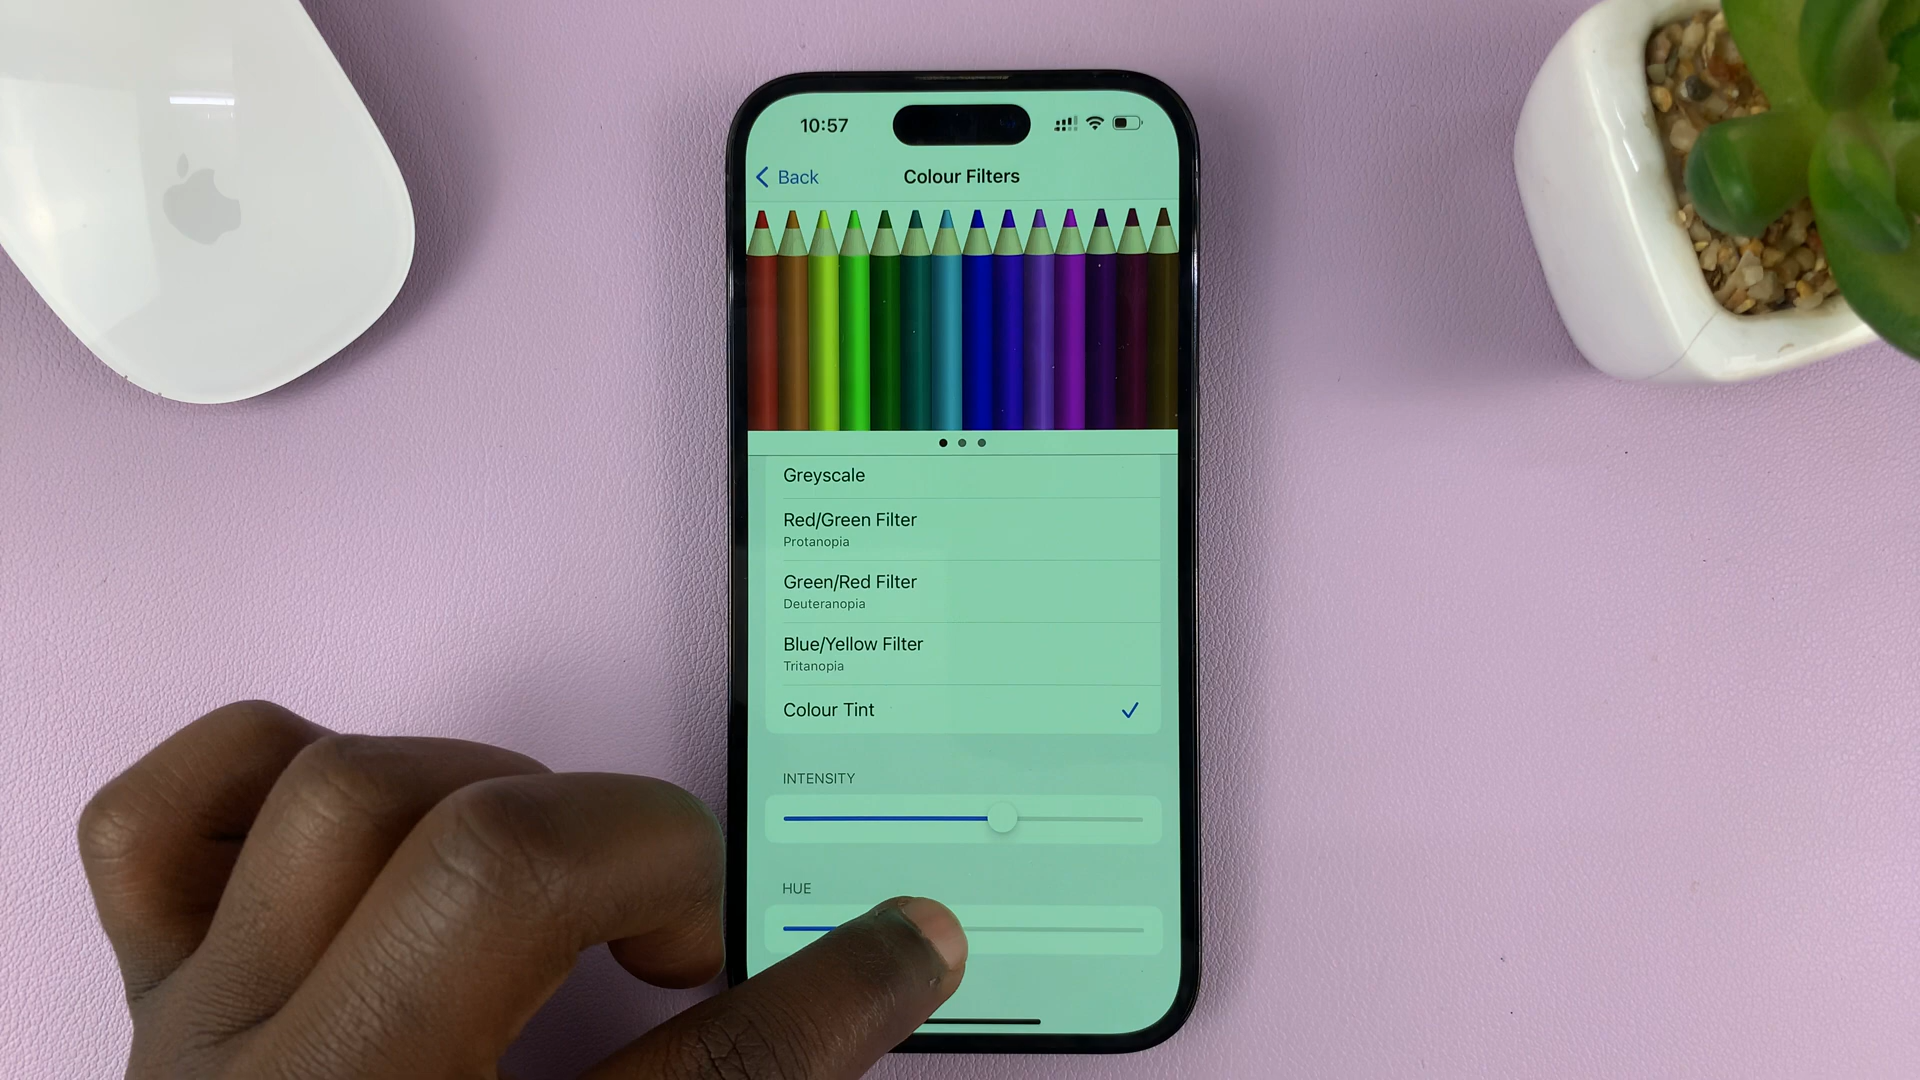 10:57
Back
Colour Filters
Greyscale
Red/Green Filter
Protanopia
Green/Red Filter
Deuteranopia
Blue/Yellow Filter
Tritanopia
Colour Tint
INTENSITY
HUE